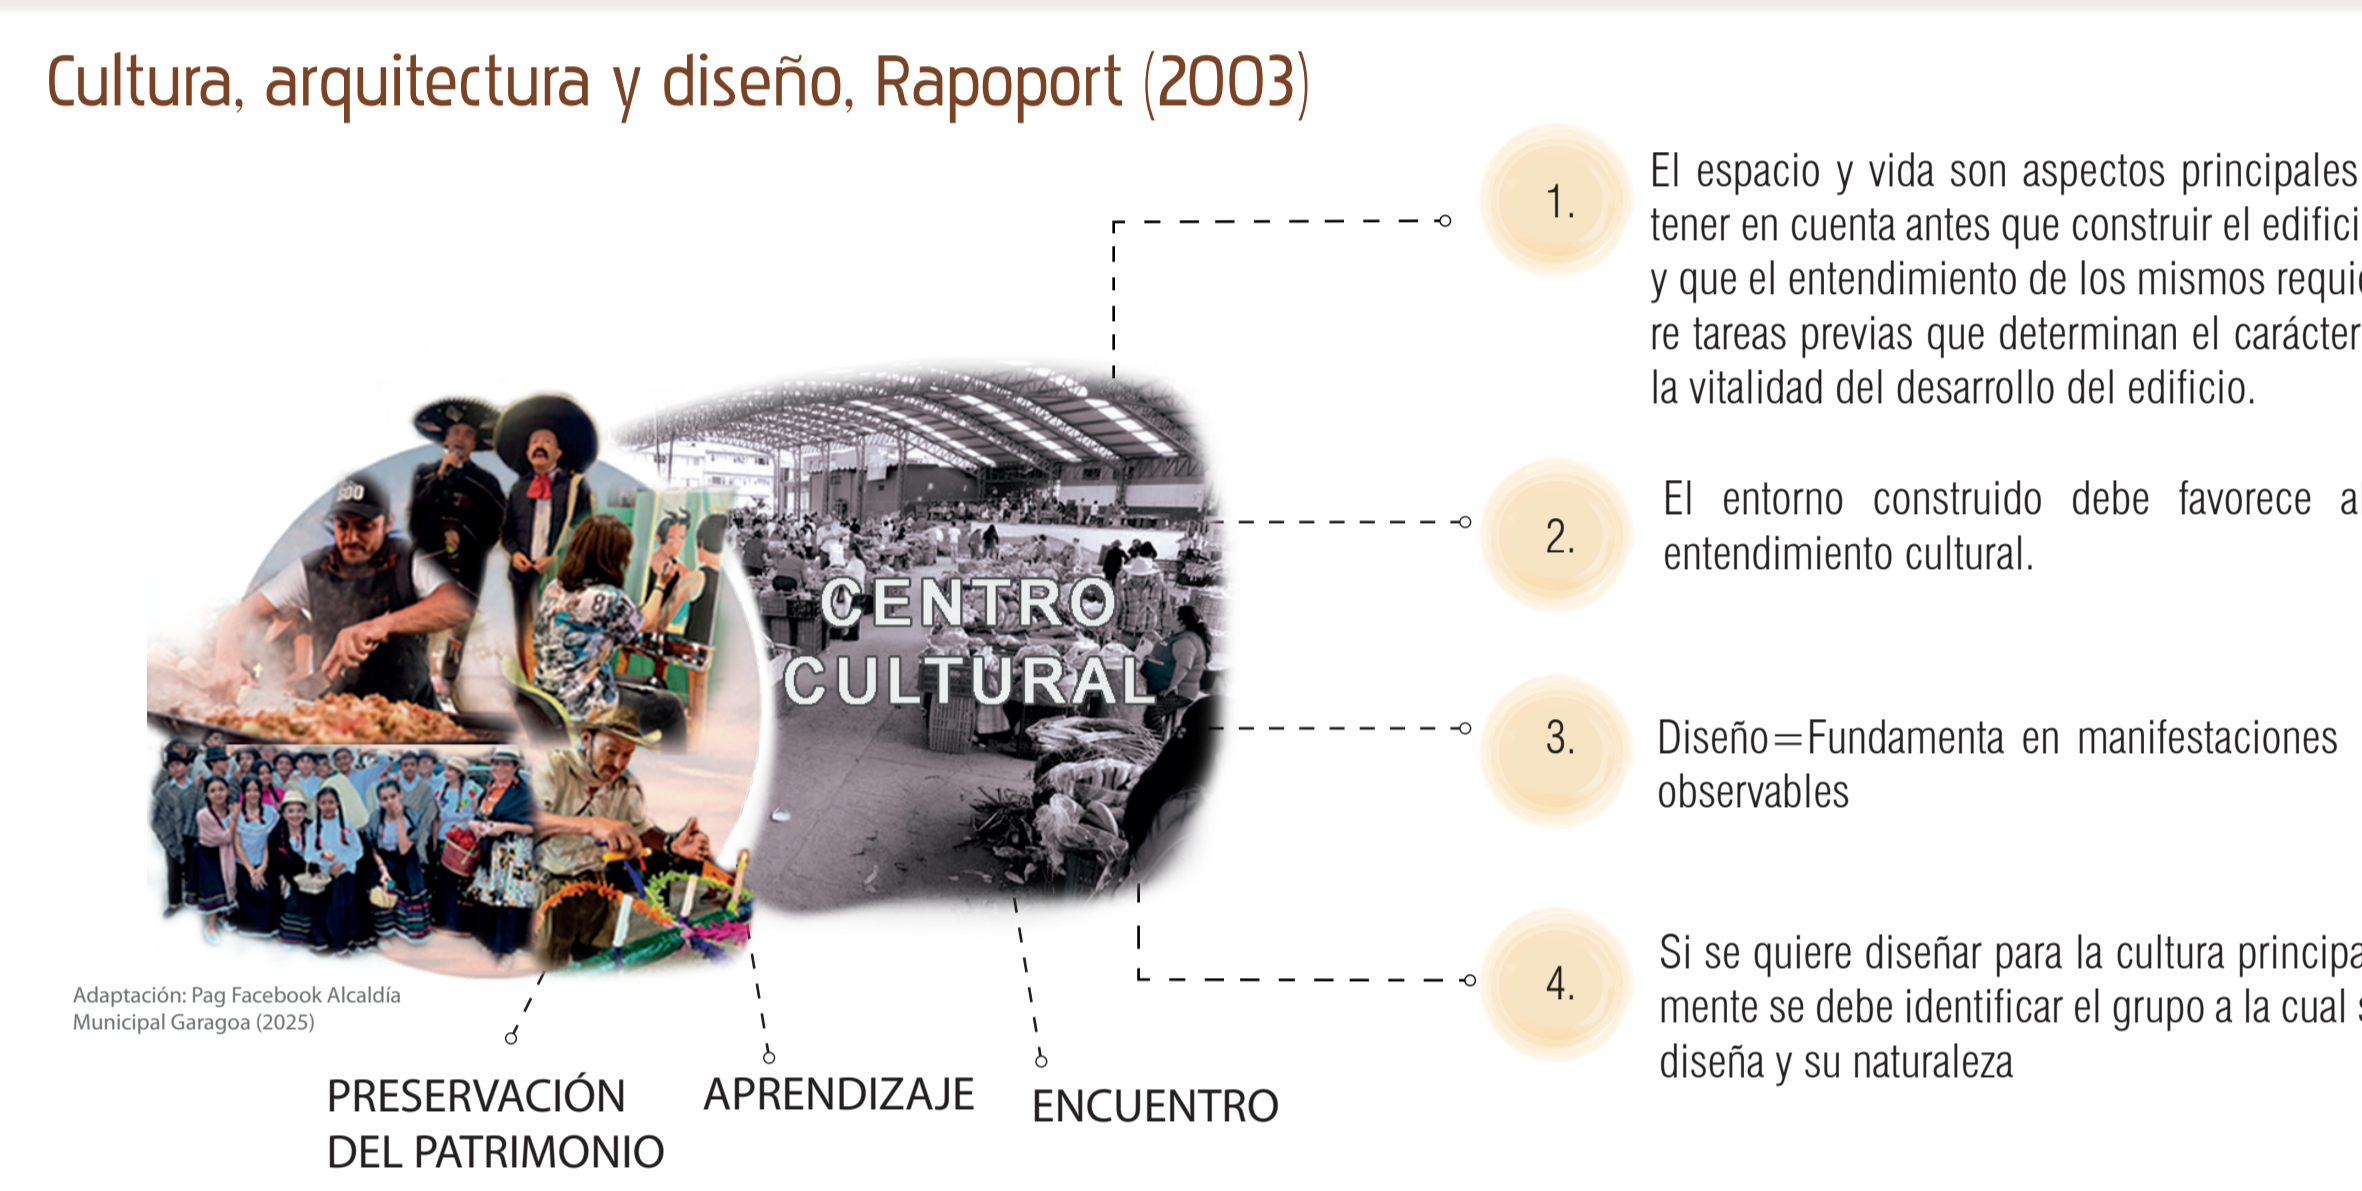 Cultura, arquitectura y diseño, Rapoport (2003)
1.
El espacio y vida son aspectos principales
tener en cuenta antes que construir el
y que el entendimiento de los mismos
re tareas previas que determinan el carácter
la vitalidad del desarrollo del edificio.
2.
El entorno construido debe favorece
entendimiento cultural.
CENTRO
CULTURAL
3.
Diseño=Fundamenta en manifestaciones
observables
4.
Si se quiere diseñar para la cultura
mente se debe identificar el grupo a la cual
diseña y su naturaleza
Adaptación: Pag Facebook Alcaldía
Municipal Garagoa (2025)
PRESERVACIÓN
DEL PATRIMONIO
APRENDIZAJE
ENCUENTRO